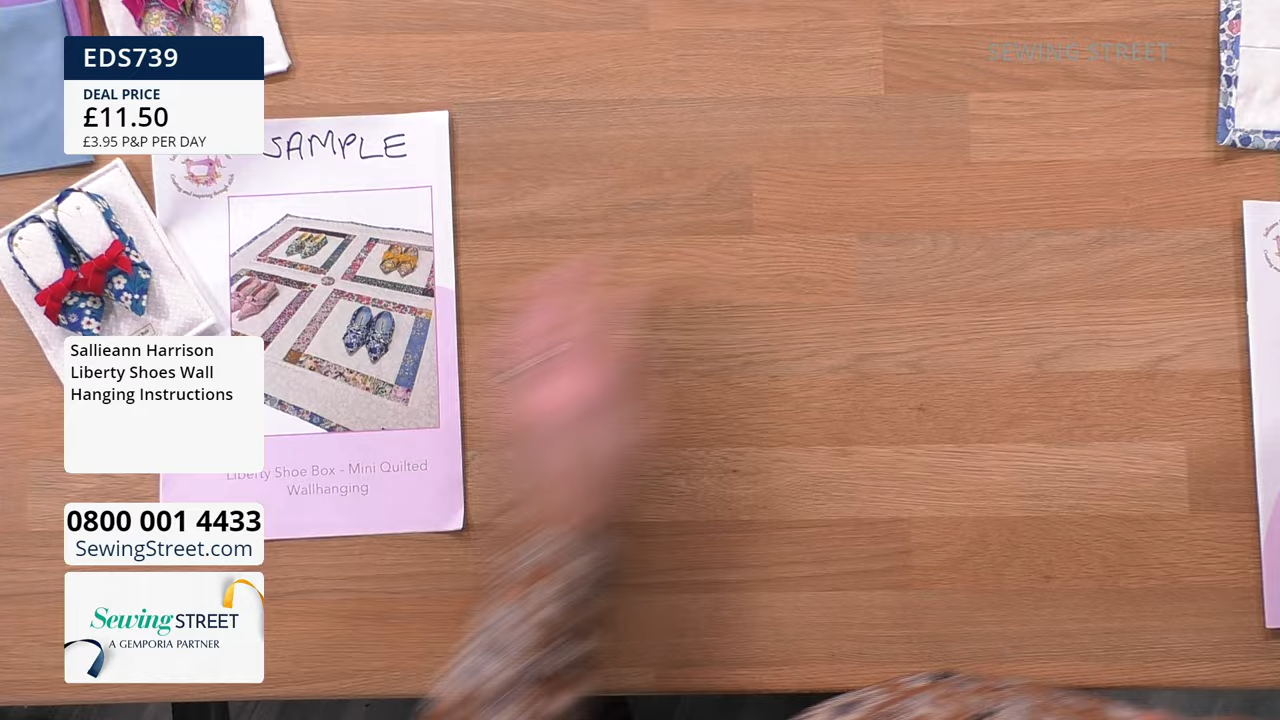 SEWING STREET
EDS739
DEAL PRICE
£11.50
£3.95 P&P PER DAY
SAMPLE
Sallieann Harrison
Liberty Shoes Wall
Hanging Instructions
Liberty Shoe Box - Mini Quilted
Wallhanging
0800 001 4433
SewingStreet.com
Sewing STREET
A GEMPORIA PARTNER